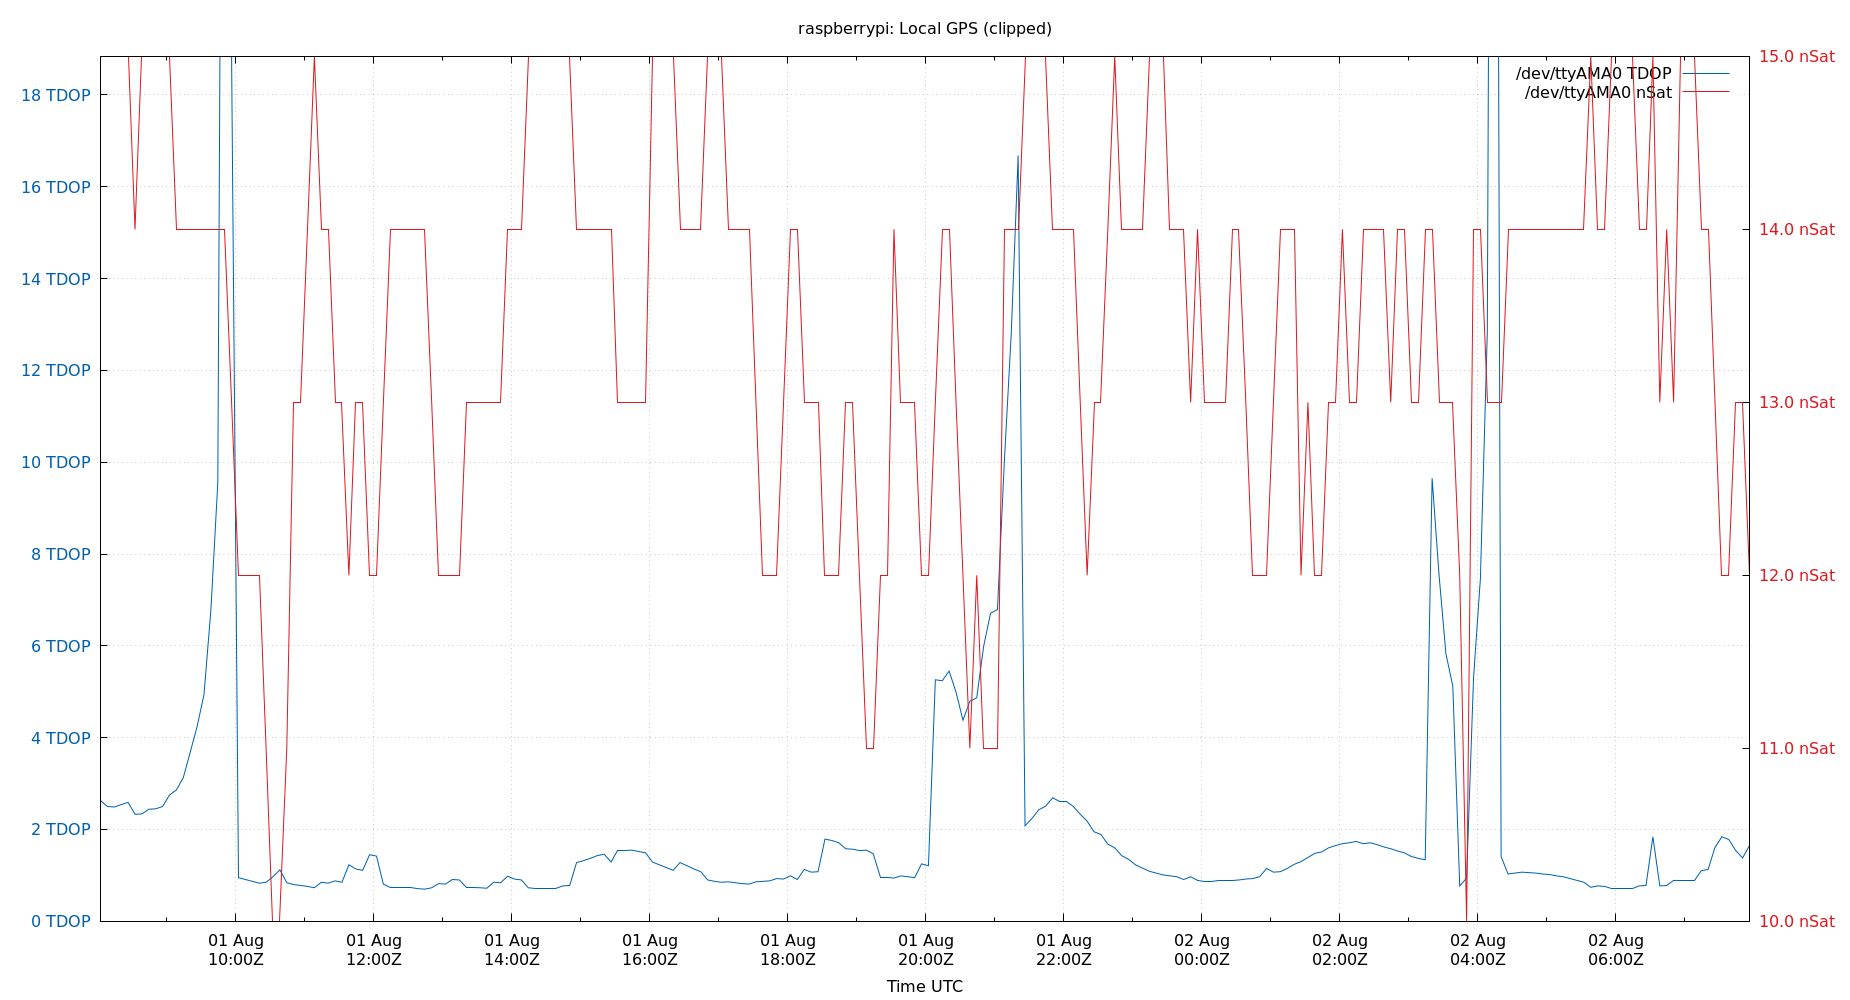 raspberrypi: Local GPS (clipped)
15.0 nSat
/dev/ttyAMA0 TDOP
/dev/ttyAMA0 nSat
18 TDOP
16 TDOP
14.0 nSat
14 TDOP
12 TDOP
13.0 nSat
10 TDOP
8 TDOP
12.0 nSat
6 TDOP
4 TDOP
11.0 nSat
2 TDOP
0 TDOP
10.0 nSat
01 Aug 01 Aug 01 Aug 01 Aug 01 Aug 01 Aug 01 Aug 02 Aug 02 Aug 02 Aug 02 Aug
10:00Z 12:00Z 14:00Z 16:00Z 18:00Z 20:00Z 22:00Z 00:00Z 02:00Z 04:00Z 06:00Z
Time UTC